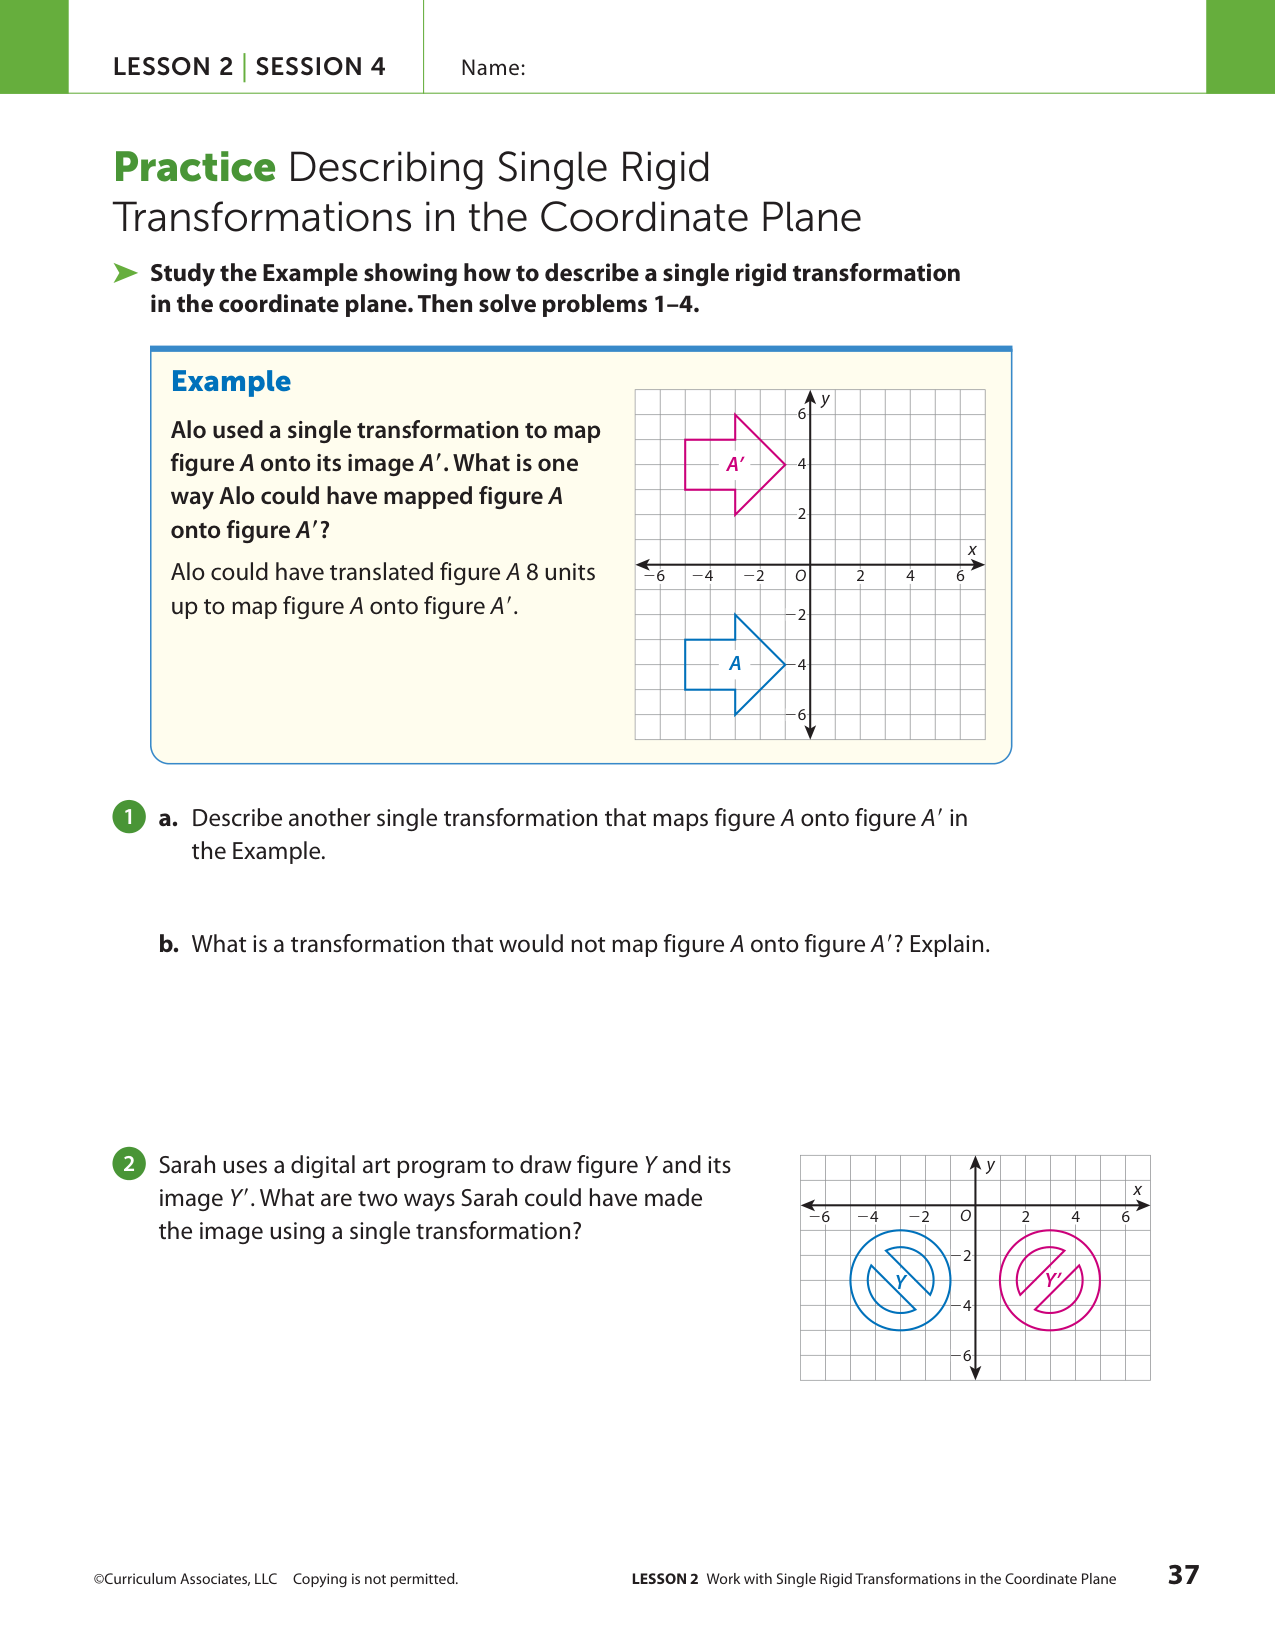 LESSON 2 | SESSION 4
Name:
Practice Describing Single Rigid
Transformations in the Coordinate Plane
Study the Example showing how to describe a single rigid transformation
in the coordinate plane. Then solve problems 1–4.
Example
Alo used a single transformation to map
figure A onto its image A′. What is one
way Alo could have mapped figure A
onto figure A′?
Alo could have translated figure A 8 units
up to map figure A onto figure A′.
y
6
A′
4
2
x
−6 −4 −2 O 2 4 6
−2
A
−4
−6
1 a. Describe another single transformation that maps figure A onto figure A′ in
the Example.
b. What is a transformation that would not map figure A onto figure A′? Explain.
2 Sarah uses a digital art program to draw figure Y and its
image Y′. What are two ways Sarah could have made
the image using a single transformation?
y
x
−6 −4 −2 O 2 4 6
−2
Y Y′
−4
−6
©Curriculum Associates, LLC Copying is not permitted.
LESSON 2 Work with Single Rigid Transformations in the Coordinate Plane 37